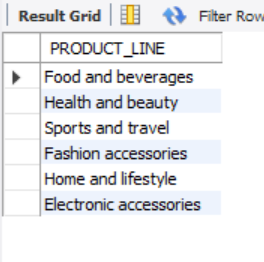 Result Grid Filter Row
PRODUCT_LINE
Food and beverages
Health and beauty
Sports and travel
Fashion accessories
Home and lifestyle
Electronic accessories